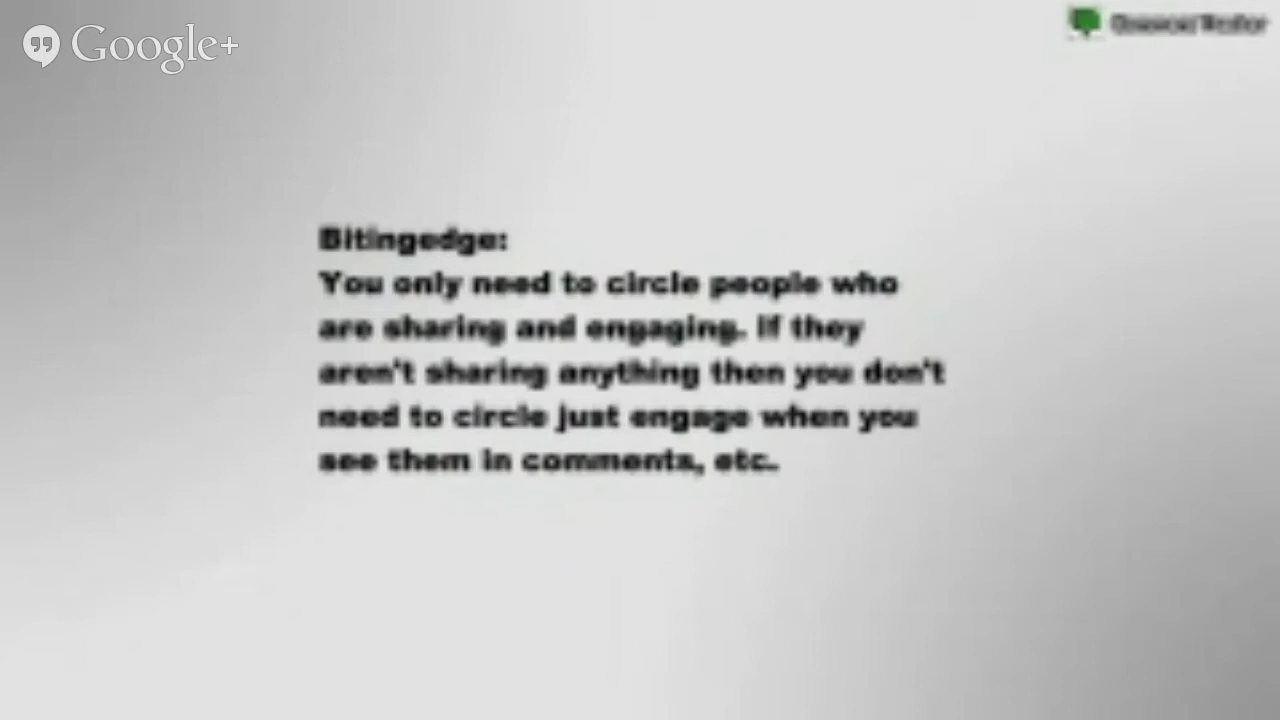 Google+
Bitingedge:
You only need to circle people who
are sharing and engaging. If they
aren't sharing anything then you don't
need to circle just engage when you
see them in comments, etc.